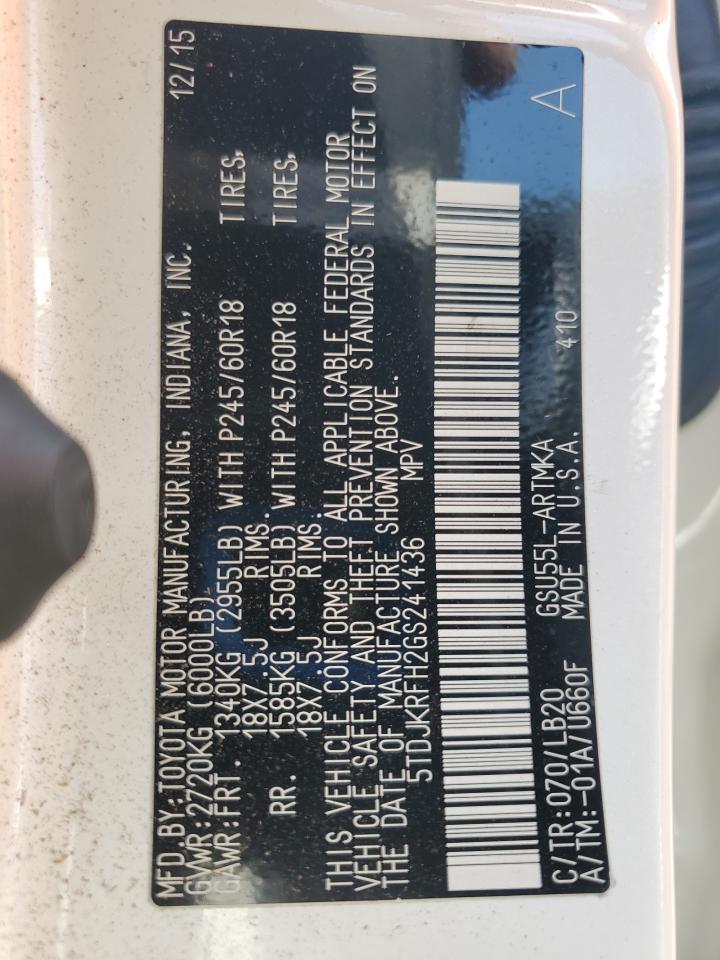 MFD.BY:TOYOTA MOTOR MANUFACTURING, INDIANA, INC. 12/15
GVWR:2720KG (6000LB)
GAWR:FRT. 1340KG (2955LB) WITH P245/60R18 TIRES,
18X7.5J RIMS
RR. 1585KG (3505LB) WITH P245/60R18 TIRES,
18X7.5J RIMS.
THIS VEHICLE CONFORMS TO ALL APPLICABLE FEDERAL MOTOR
VEHICLE SAFETY AND THEFT PREVENTION STANDARDS IN EFFECT ON
THE DATE OF MANUFACTURE SHOWN ABOVE.
5TDJKRFH2GS241436 MPV
C/TR:070/LB20 GSU55L-ARTMKA 410 A
A/TM:-01A/U660F MADE IN U.S.A.